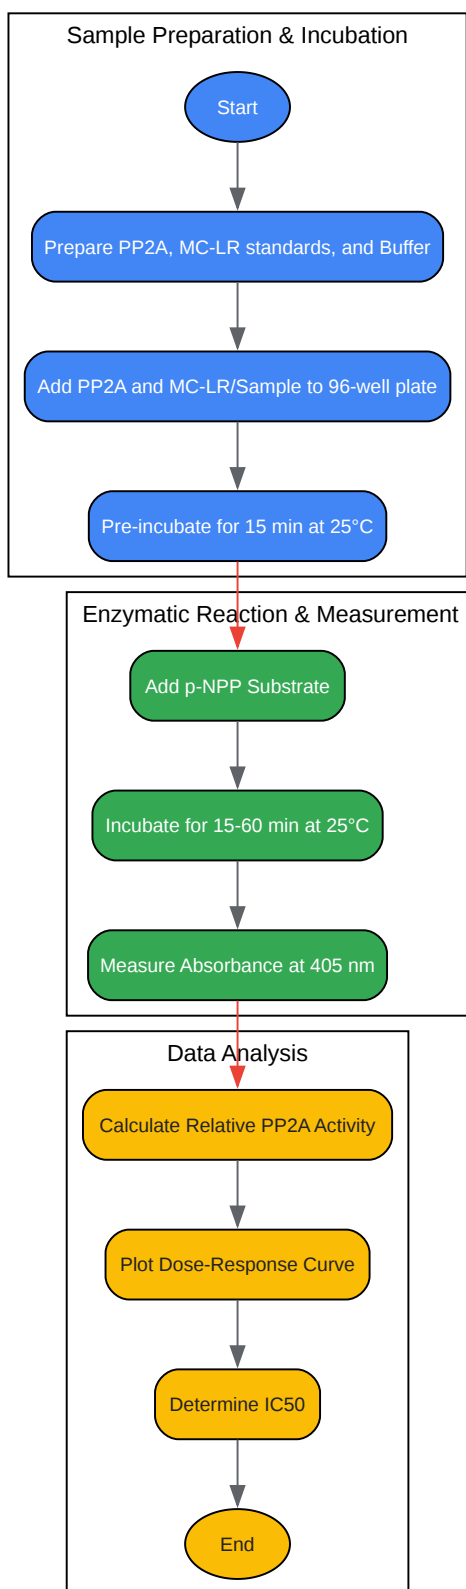 Sample Preparation & Incubation
Start
Prepare PP2A, MC-LR standards, and Buffer
Add PP2A and MC-LR/Sample to 96-well plate
Pre-incubate for 15 min at 25°C
Enzymatic Reaction & Measurement
Add p-NPP Substrate
Incubate for 15-60 min at 25°C
Measure Absorbance at 405 nm
Data Analysis
Calculate Relative PP2A Activity
Plot Dose-Response Curve
Determine IC50
End